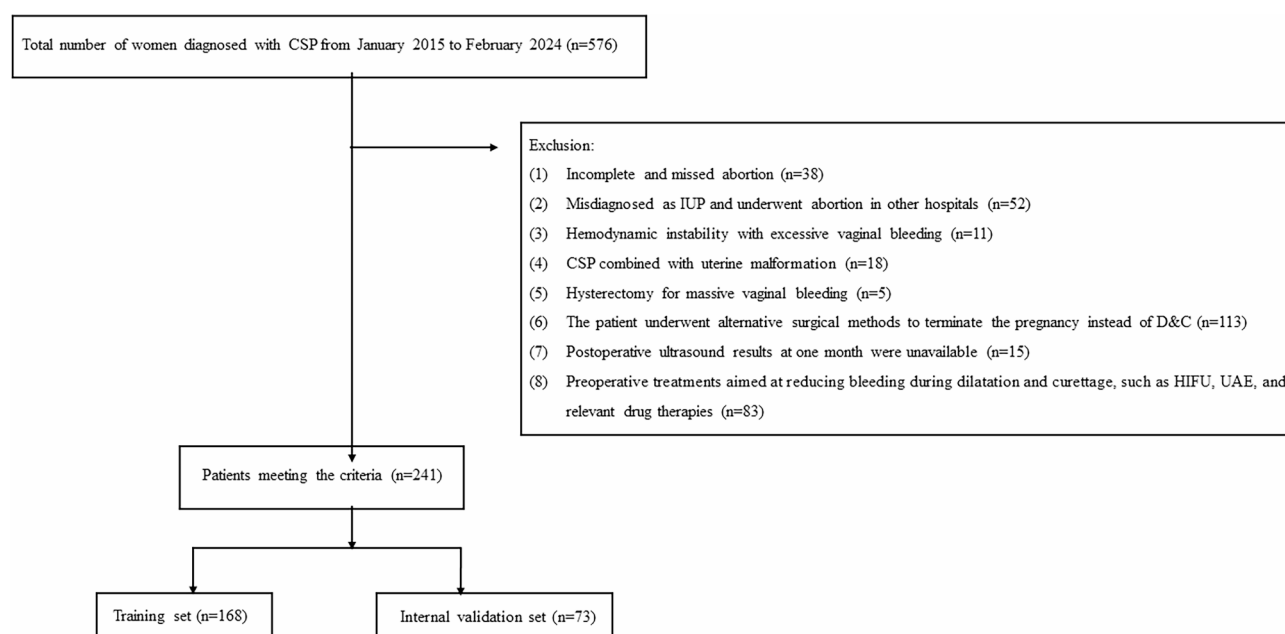 Total number of women diagnosed with CSP from January 2015 to February 2024 (n=576)
Exclusion:
(1) Incomplete and missed abortion (n=38)
(2) Misdiagnosed as IUP and underwent abortion in other hospitals (n=52)
(3) Hemodynamic instability with excessive vaginal bleeding (n=11)
(4) CSP combined with uterine malformation (n=18)
(5) Hysterectomy for massive vaginal bleeding (n=5)
(6) The patient underwent alternative surgical methods to terminate the pregnancy instead of D&C (n=113)
(7) Postoperative ultrasound results at one month were unavailable (n=15)
(8) Preoperative treatments aimed at reducing bleeding during dilatation and curettage, such as HIFU, UAE, and
relevant drug therapies (n=83)
Patients meeting the criteria (n=241)
Training set (n=168)
Internal validation set (n=73)